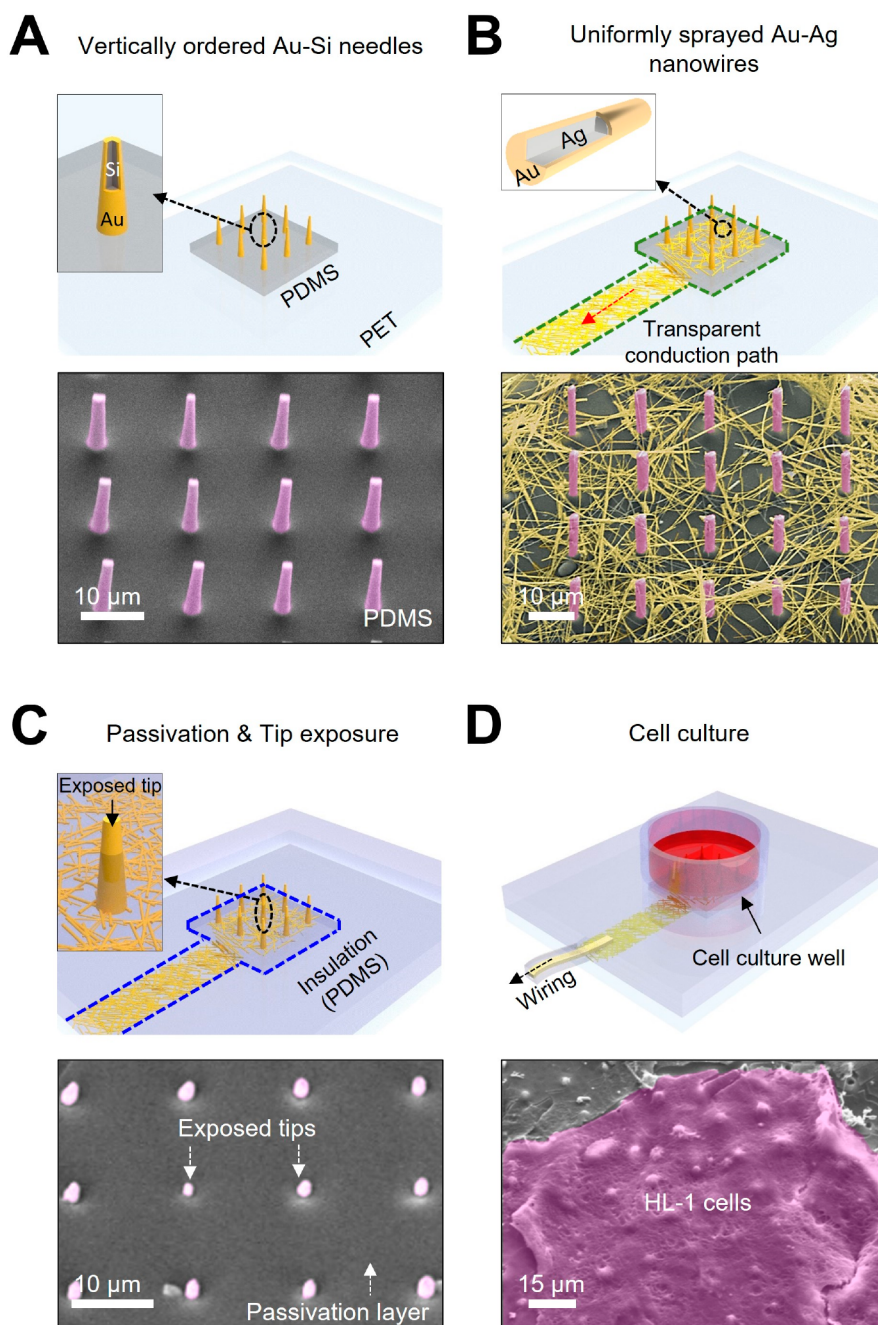 A
Vertically ordered Au-Si needles
Si
Au
PDMS
PET
10 μm
PDMS
B
Uniformly sprayed Au-Ag
nanowires
Ag
Au
Transparent
conduction path
10 μm
C
Passivation & Tip exposure
Exposed tip
Insulation
(PDMS)
Exposed tips
10 μm
Passivation layer
D
Cell culture
Wiring
Cell culture well
HL-1 cells
15 μm